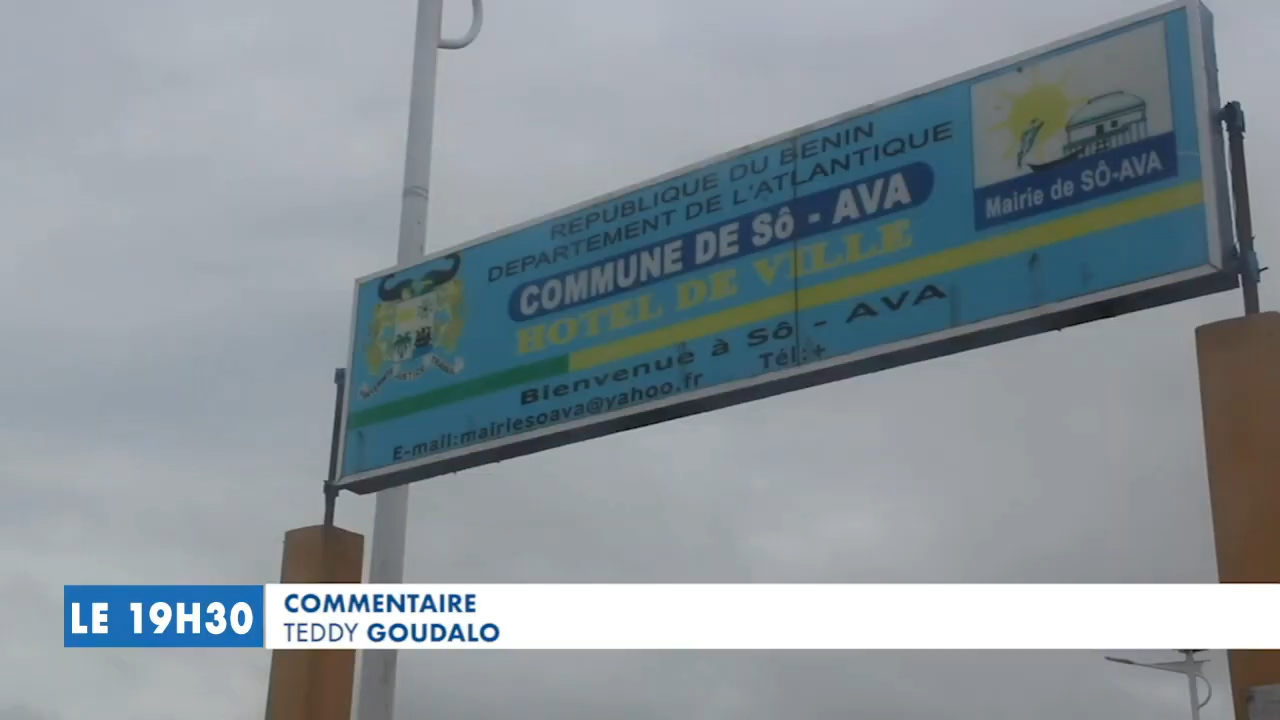 RÉPUBLIQUE DU BENIN
DEPARTEMENT DE L'ATLANTIQUE
COMMUNE DE Sô - AVA
HOTEL DE VILLE
Bienvenue à Sô - AVA
E-mail:mairiesoava@yahoo.fr Tél:+
Mairie de SÔ-AVA
LE 19H30
COMMENTAIRE
TEDDY GOUDALO